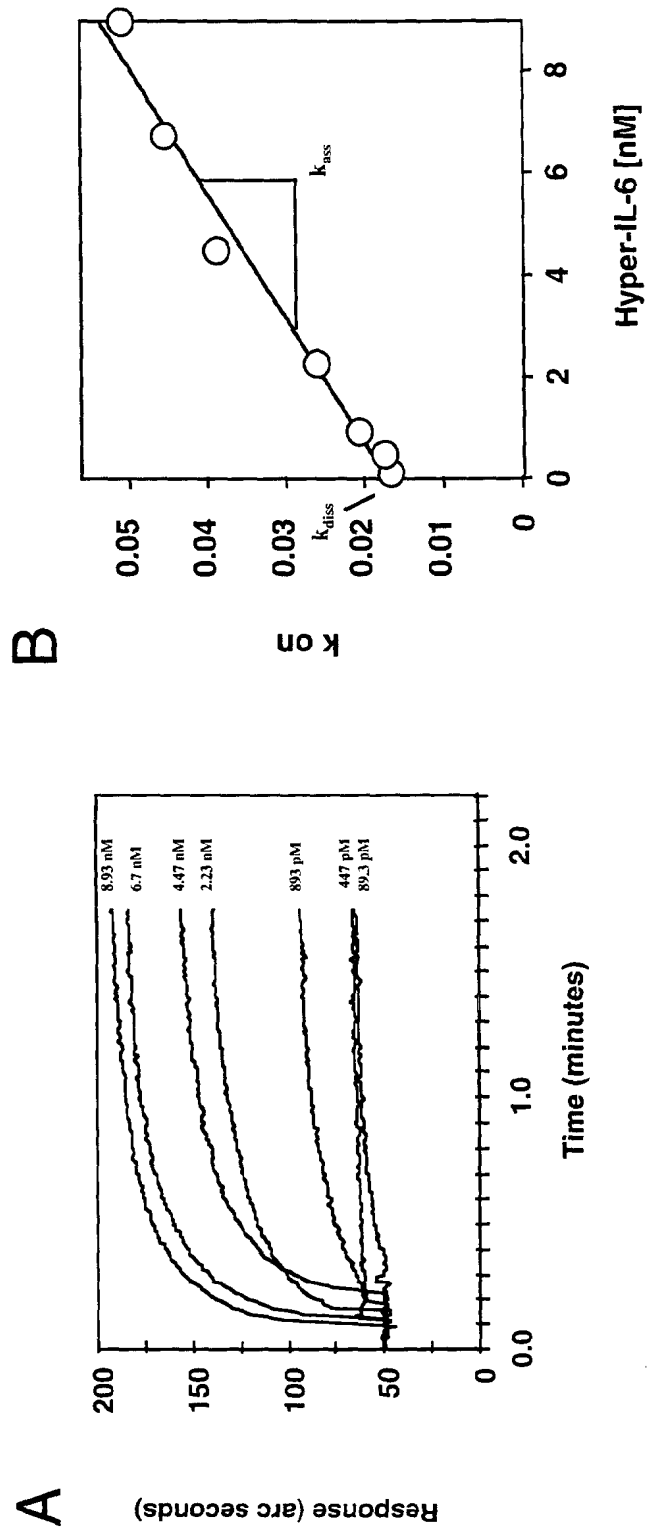 A
Response (arc seconds)
200
150
100
50
0
8.93 nM
6.7 nM
4.47 nM
2.23 nM
893 pM
447 pM
89.3 pM
0.0
1.0
2.0
Time (minutes)
B
k on
0.05
0.04
0.03
0.02
0.01
0
k diss
k ass
0
2
4
6
8
Hyper-IL-6 [nM]